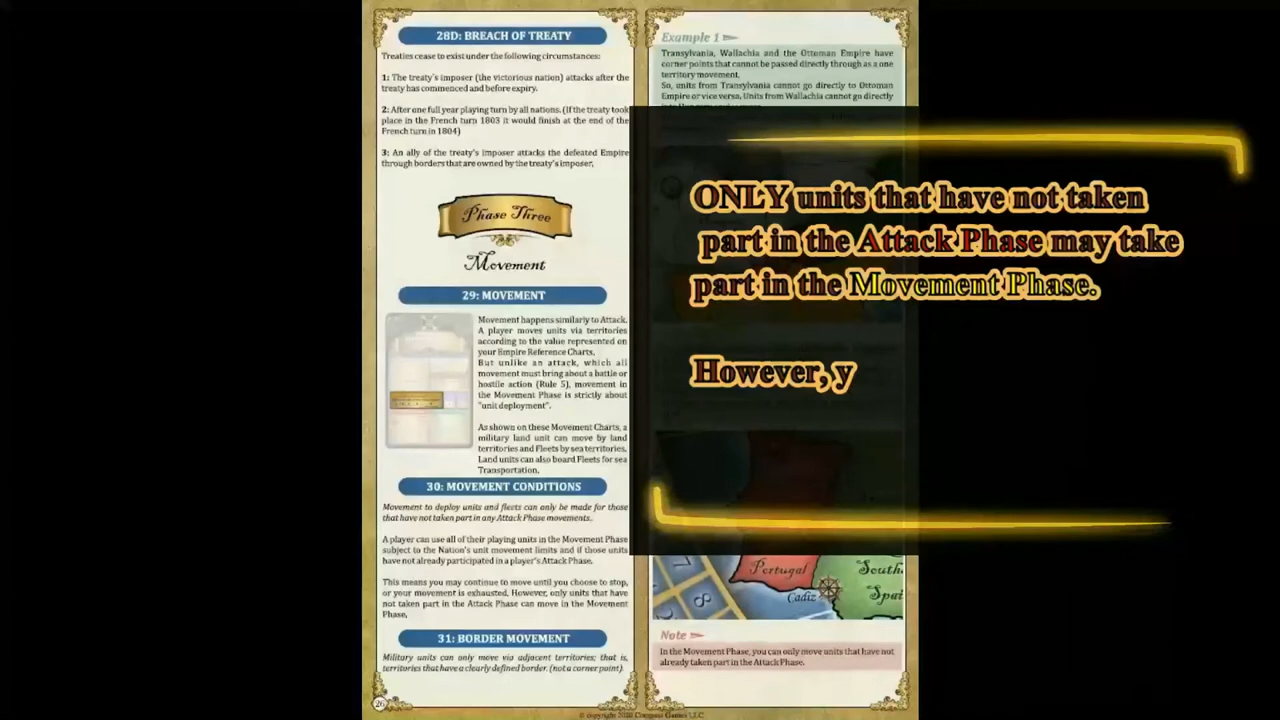 28D: BREACH OF TREATY
Treaties cease to exist under the following circumstances:
1: The treaty's imposer (the victorious nation) attacks after the
treaty has commenced and before expiry.
2: After one full year playing turn by all nations. (If the treaty took
place in the French turn 1803 it would finish at the end of the
French turn in 1804)
3: An ally of the treaty's imposer attacks the defeated Empire
through borders that are owned by the treaty's imposer,
Phase Three
Movement
29: MOVEMENT
Movement happens similarly to Attack.
A player moves units via territories
according to the value represented on
your Empire Reference Charts.
But unlike an attack, which all
movement must bring about a battle or
hostile action (Rule 5), movement in
the Movement Phase is strictly about
"unit deployment".
As shown on these Movement Charts, a
military land unit can move by land
territories and Fleets by sea territories.
Land units can also board Fleets for sea
Transportation.
30: MOVEMENT CONDITIONS
Movement to deploy units and fleets can only be made for those
that have not taken part in any Attack Phase movements.
A player can use all of their playing units in the Movement Phase
subject to the Nation's unit movement limits and if those units
have not already participated in a player's Attack Phase.
This means you may continue to move until you choose to stop,
or your movement is exhausted. However, only units that have
not taken part in the Attack Phase can move in the Movement
Phase,
31: BORDER MOVEMENT
Military units can only move via adjacent territories; that is,
territories that have a clearly defined border. (not a corner point).
26
Example 1
Transylvania, Wallachia and the Ottoman Empire have
corner points that cannot be passed directly through as a one
territory movement.
So, units from Transylvania cannot go directly to Ottoman
Empire or vice versa, Units from Wallachia cannot go directly
ONLY units that have not taken
part in the Attack Phase may take
part in the Movement Phase.
However, y
Portugal
South
Spai
Cadiz
7
8
Note
In the Movement Phase, you can only move units that have not
already taken part in the Attack Phase.
© copyright 2020 Compass Games LLC